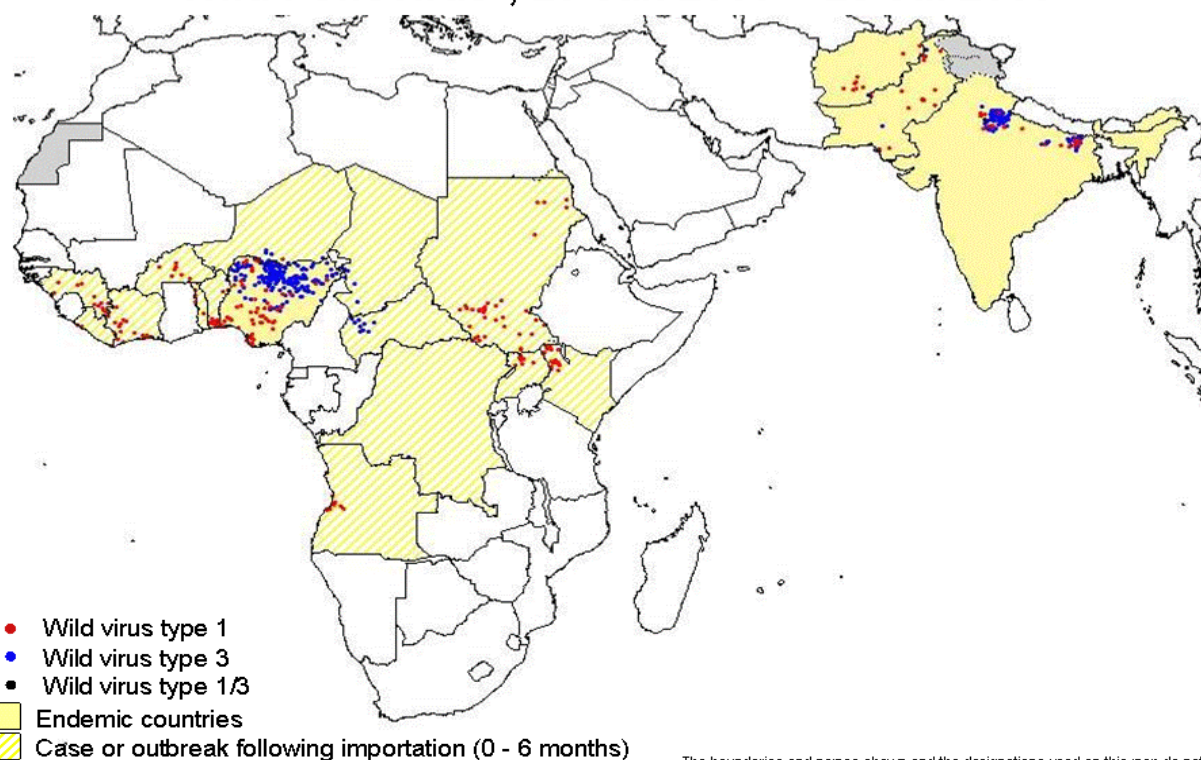 Wild virus type 1
Wild virus type 3
Wild virus type 1/3
Endemic countries
Case or outbreak following importation (0 - 6 months)